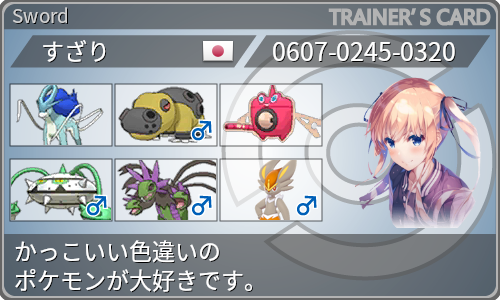 Sword
TRAINER'S CARD
すざり
0607-0245-0320
かっこいい色違いの
ポケモンが大好きです。